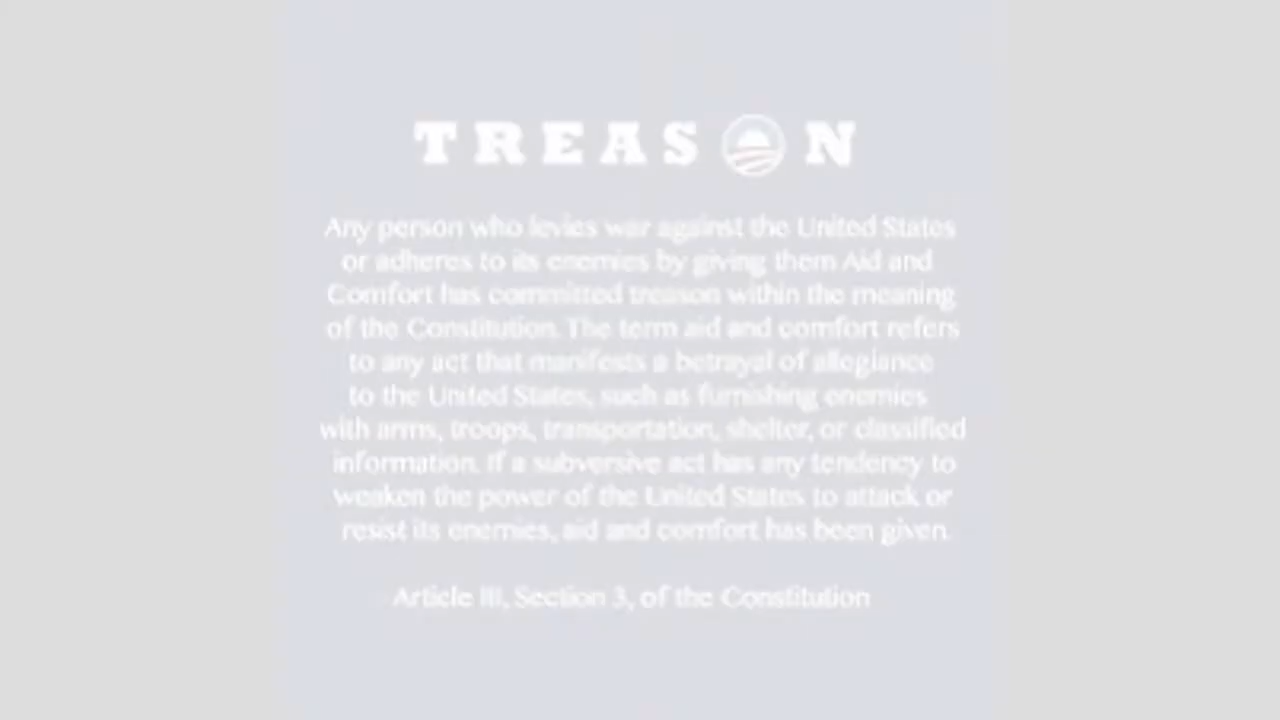 TREASON
Any person who levies war against the United States
or adheres to its enemies by giving them Aid and
Comfort has committed treason within the meaning
of the Constitution. The term aid and comfort refers
to any act that manifests a betrayal of allegiance
to the United States, such as furnishing enemies
with arms, troops, transportation, shelter, or classified
information. If a subversive act has any tendency to
weaken the power of the United States to attack or
resist its enemies, aid and comfort has been given.
Article III, Section 3, of the Constitution